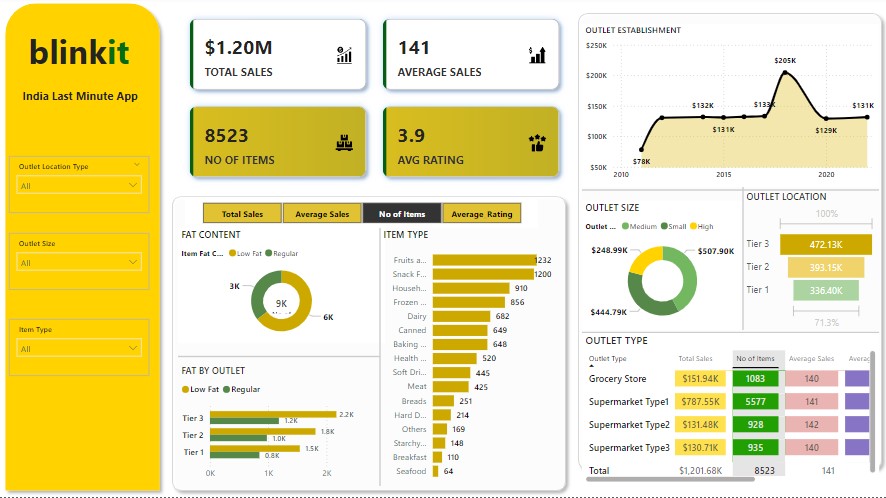 blinkit
India Last Minute App
Outlet Location Type
All
Outlet Size
All
Item Type
All
$1.20M
TOTAL SALES
141
AVERAGE SALES
8523
NO OF ITEMS
3.9
AVG RATING
Total Sales
Average Sales
No of Items
Average Rating
FAT CONTENT
Item Fat C... Low Fat Regular
3K
9K
6K
FAT BY OUTLET
Low Fat Regular
Tier 3 2.2K
1.2K
Tier 2 1.8K
1.0K
Tier 1 1.5K
0.8K
0K 1K 2K
ITEM TYPE
Fruits a... 1232
Snack F... 1200
Househ... 910
Frozen ... 856
Dairy 682
Canned 649
Baking ... 648
Health ... 520
Soft Dri... 445
Meat 425
Breads 251
Hard D... 214
Others 169
Starchy... 148
Breakfast 110
Seafood 64
OUTLET ESTABLISHMENT
$250K
$200K
$150K
$100K
$50K
$78K
$132K
$131K
$133K
$205K
$129K
$131K
2010 2015 2020
OUTLET SIZE
Outlet ... Medium Small High
$248.99K
$507.90K
$444.79K
OUTLET LOCATION
100%
Tier 3 472.13K
Tier 2 393.15K
Tier 1 336.40K
71.3%
OUTLET TYPE
Outlet Type Total Sales No of Items Average Sales Averag
Grocery Store $151.94K 1083 140
Supermarket Type1 $787.55K 5577 141
Supermarket Type2 $131.48K 928 142
Supermarket Type3 $130.71K 935 140
Total $1,201.68K 8523 141